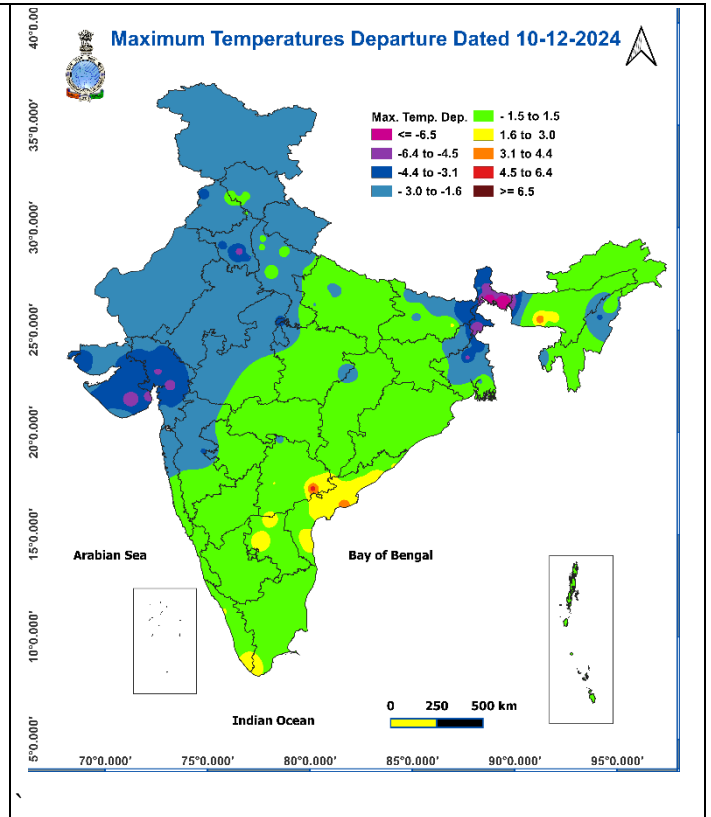 Maximum Temperatures Departure Dated 10-12-2024
Max. Temp. Dep.
<= -6.5
-6.4 to -4.5
-4.4 to -3.1
- 3.0 to -1.6
- 1.5 to 1.5
1.6 to 3.0
3.1 to 4.4
4.5 to 6.4
>= 6.5
40°0.000'
35°0.000'
30°0.000'
25°0.000'
20°0.000'
15°0.000'
10°0.000'
5°0.000'
Arabian Sea
Bay of Bengal
Indian Ocean
0 250 500 km
70°0.000' 75°0.000' 80°0.000' 85°0.000' 90°0.000' 95°0.000'
`